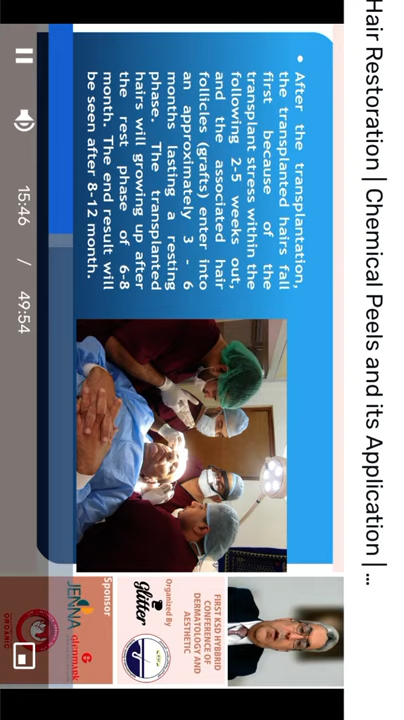 Hair Restoration | Chemical Peels and its Application |...
• After the transplantation,
the transplanted hairs fall
first because of the
transplant stress within the
following 2-5 weeks out,
and the associated hair
follicles (grafts) enter into
an approximately 3 - 6
months lasting a resting
phase. The transplanted
hairs will growing up after
the rest phase of 6-8
month. The end result will
be seen after 8-12 month.
FIRST KSD HYBBRID
CONFERENCE OF
DERMATOLOGY AND
AESTHETIC
Organized By
Glitter
Sponsor
JENNA
glenmark
ORGANIC
15:46 / 49:54